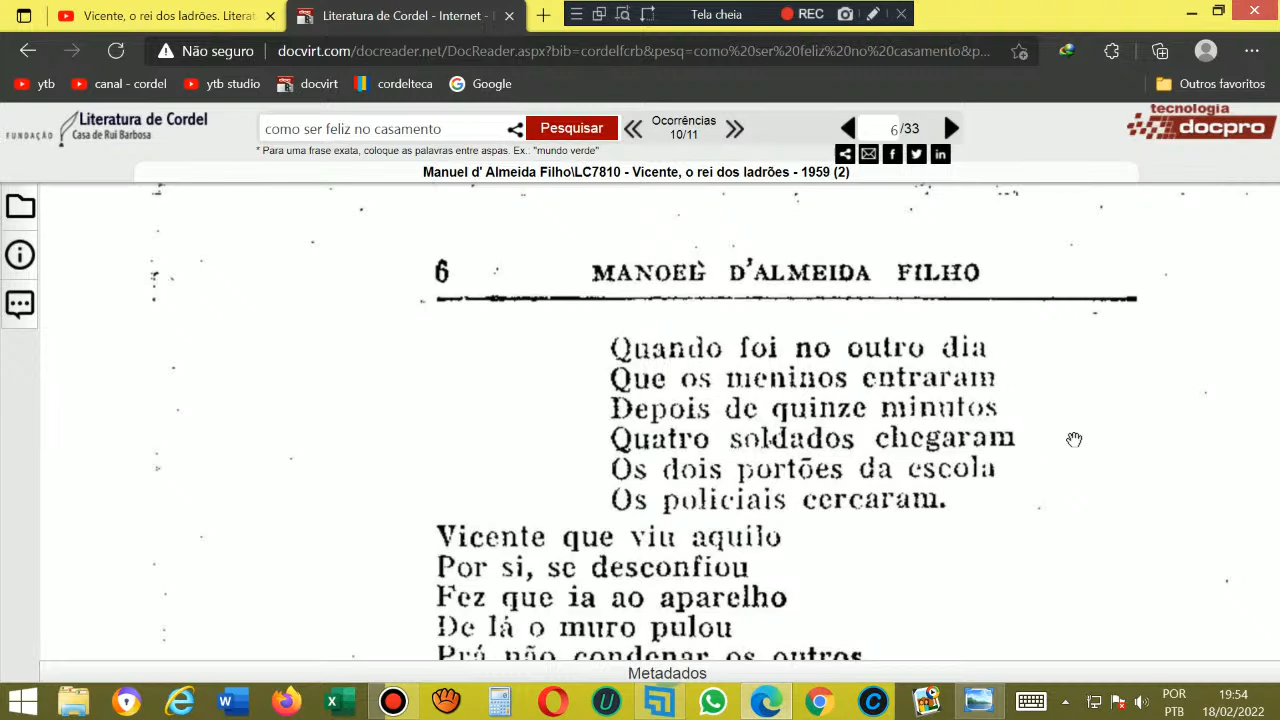 Vicente, o rei dos ladrões. Literat
Literatura de Cordel - Internet - I
Tela cheia
REC
Não seguro
docvirt.com/docreader.net/DocReader.aspx?bib=cordelfcrb&pesq=como%20ser%20feliz%20no%20casamento&p...
ytb
canal - cordel
ytb studio
docvirt
cordelteca
Google
Outros favoritos
FUNDAÇÃO
Literatura de Cordel
Casa de Rui Barbosa
como ser feliz no casamento
Pesquisar
Ocorrências
10/11
6 /33
tecnologia
docpro
* Para uma frase exata, coloque as palavras entre aspas. Ex.: "mundo verde"
Manuel d' Almeida Filho\LC7810 - Vicente, o rei dos ladrões - 1959 (2)
6 MANOEL D'ALMEIDA FILHO
Quando foi no outro dia
Que os meninos entraram
Depois de quinze minutos
Quatro soldados chegaram
Os dois portões da escola
Os policiais cercaram.
Vicente que viu aquilo
Por si, se desconfiou
Fez que ia ao aparelho
De lá o muro pulou
Prá não condenar os outros
Metadados
POR
PTB
19:54
18/02/2022